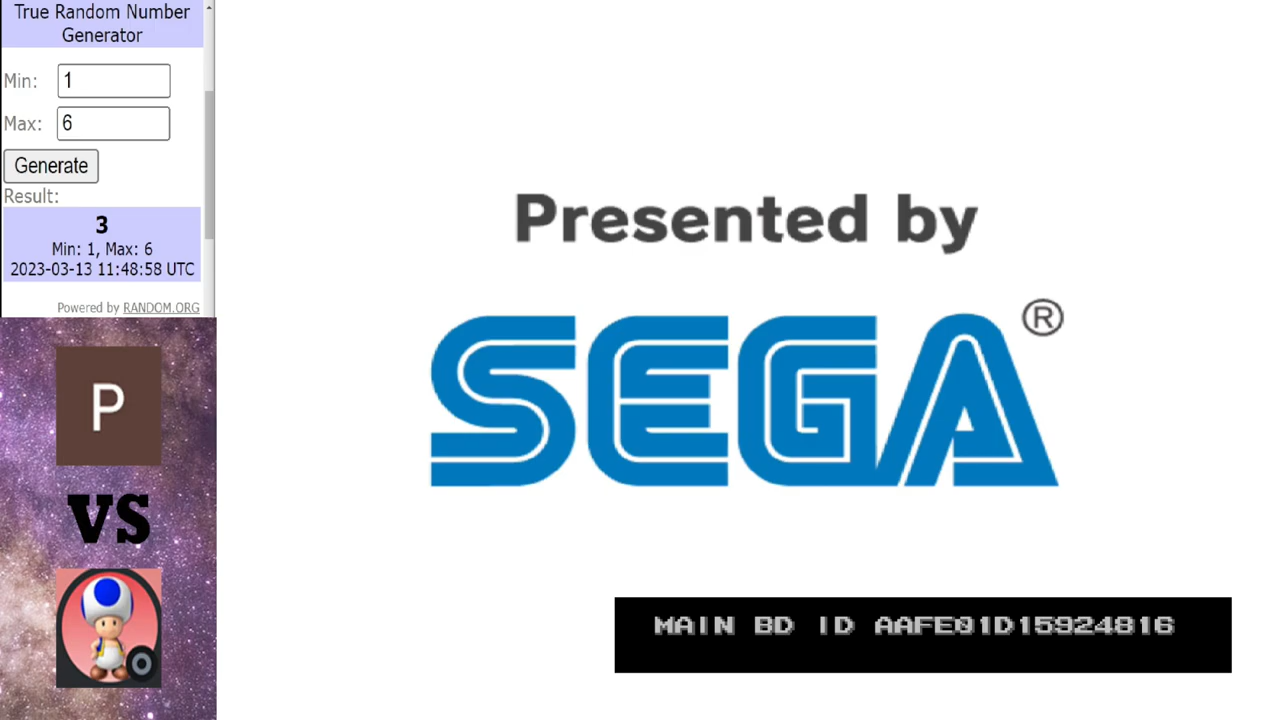 True Random Number
Generator
Min: 1
Max: 6
Generate
Result:
3
Min: 1, Max: 6
2023-03-13 11:48:58 UTC
Powered by RANDOM.ORG
P
VS
Presented by
SEGA®
MAIN BD ID AAFE01D15924816